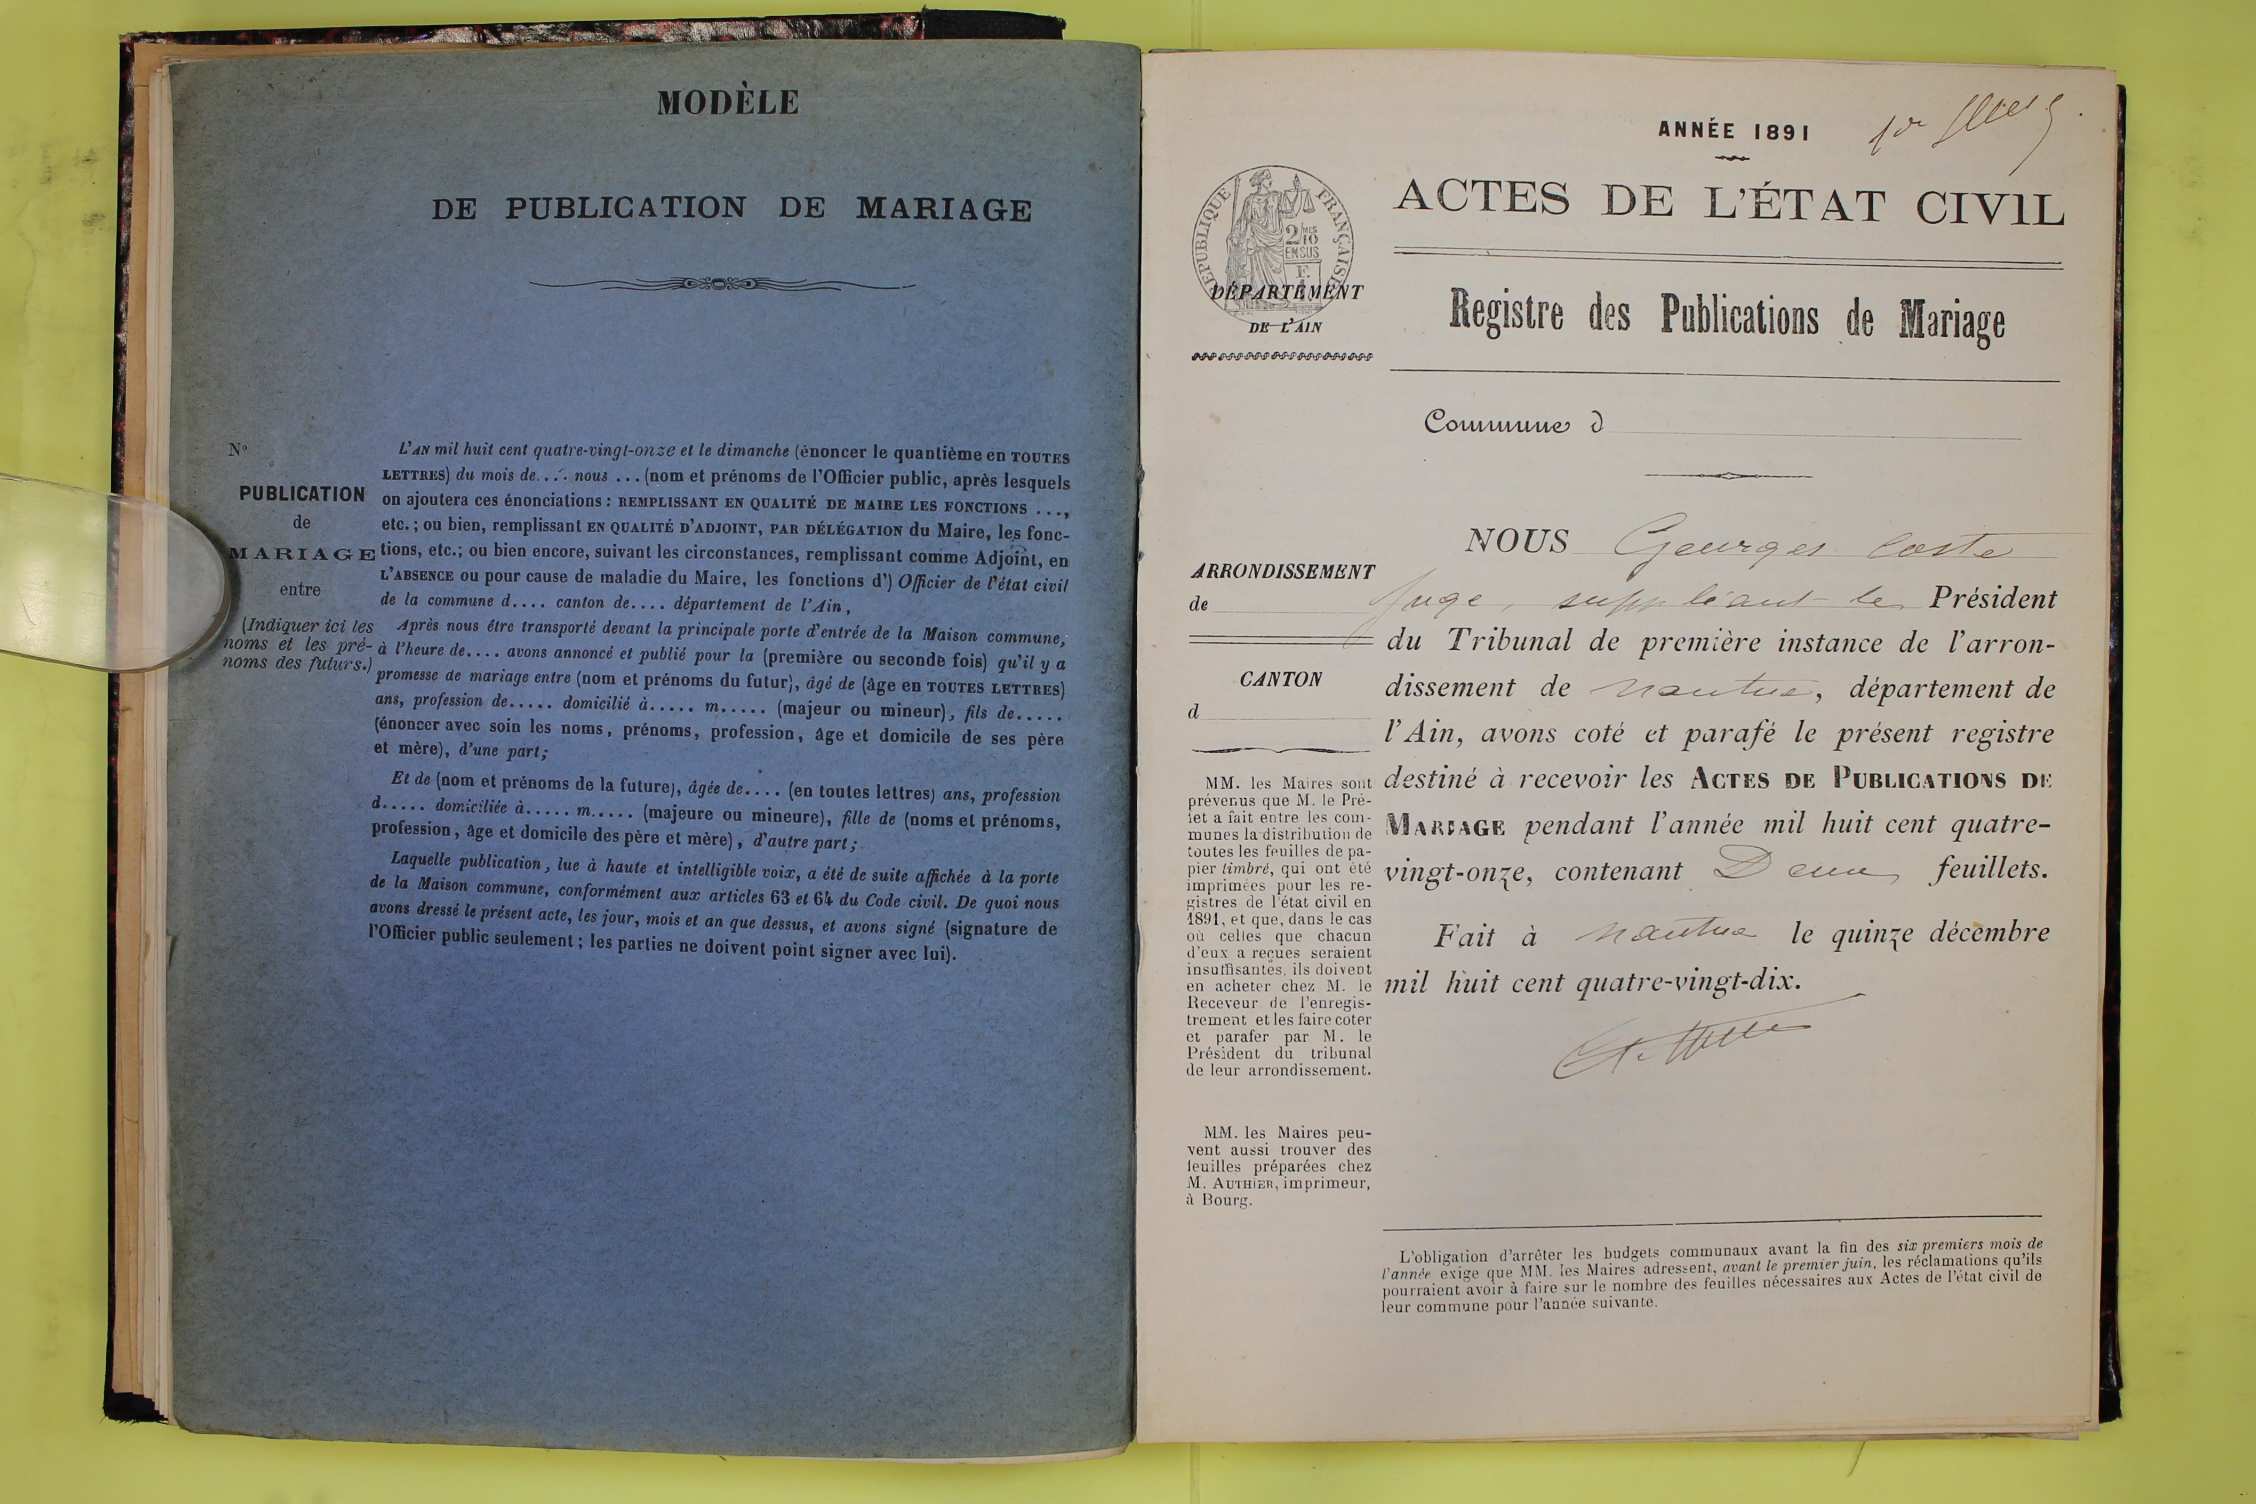 MODÈLE
DE PUBLICATION DE MARIAGE
N°
PUBLICATION
de
MARIAGE
entre
(Indiquer ici les
noms et les pré-
noms des futurs.)
L'AN mil huit cent quatre-vingt-onze et le dimanche (énoncer le quantième en TOUTES
LETTRES) du mois de.... nous ... (nom et prénoms de l'Officier public, après lesquels
on ajoutera ces énonciations : REMPLISSANT EN QUALITÉ DE MAIRE LES FONCTIONS ...,
etc. ; ou bien, remplissant EN QUALITÉ D'ADJOINT, PAR DÉLÉGATION du Maire, les fonc-
tions, etc.; ou bien encore, suivant les circonstances, remplissant comme Adjoint, en
L'ABSENCE ou pour cause de maladie du Maire, les fonctions d') Officier de l'état civil
de la commune d.... canton de.... département de l'Ain,
Après nous être transporté devant la principale porte d'entrée de la Maison commune,
à l'heure de.... avons annoncé et publié pour la (première ou seconde fois) qu'il y a
promesse de mariage entre (nom et prénoms du futur), âgé de (âge en TOUTES LETTRES)
ans, profession de..... domicilié à..... m..... (majeur ou mineur), fils de.....
(énoncer avec soin les noms, prénoms, profession, âge et domicile de ses père
et mère), d'une part;
Et de (nom et prénoms de la future), âgée de.... (en toutes lettres) ans, profession
d..... domiciliée à..... m..... (majeure ou mineure), fille de (noms et prénoms,
profession, âge et domicile des père et mère), d'autre part;
Laquelle publication, lue à haute et intelligible voix, a été de suite affichée à la porte
de la Maison commune, conformément aux articles 63 et 64 du Code civil. De quoi nous
avons dressé le présent acte, les jour, mois et an que dessus, et avons signé (signature de
l'Officier public seulement ; les parties ne doivent point signer avec lui).
ANNÉE 1891
ACTES DE L'ÉTAT CIVIL
RÉPUBLIQUE FRANÇAISE
2/10
EN SUS
DÉPARTEMENT
DE L'AIN
Registre des Publications de Mariage
Commune d
ARRONDISSEMENT
de
CANTON
d
MM. les Maires sont
prévenus que M. le Pré-
fet a fait entre les com-
munes la distribution de
toutes les feuilles de pa-
pier timbré, qui ont été
imprimées pour les re-
gistres de l'état civil en
1891, et que, dans le cas
où celles que chacun
d'eux a reçues seraient
insuffisantes, ils doivent
en acheter chez M. le
Receveur de l'enregis-
trement et les faire coter
et parafer par M. le
Président du tribunal
de leur arrondissement.
MM. les Maires peu-
vent aussi trouver des
feuilles préparées chez
M. AUTHIER, imprimeur,
à Bourg.
NOUS Georges Coste
Juge, suppléant le Président
du Tribunal de première instance de l'arron-
dissement de Nantua, département de
l'Ain, avons coté et parafé le présent registre
destiné à recevoir les ACTES DE PUBLICATIONS DE
MARIAGE pendant l'année mil huit cent quatre-
vingt-onze, contenant Deux feuillets.
Fait à Nantua le quinze décembre
mil huit cent quatre-vingt-dix.
L'obligation d'arrêter les budgets communaux avant la fin des six premiers mois de
l'année exige que MM. les Maires adressent, avant le premier juin, les réclamations qu'ils
pourraient avoir à faire sur le nombre des feuilles nécessaires aux Actes de l'état civil de
leur commune pour l'année suivante.